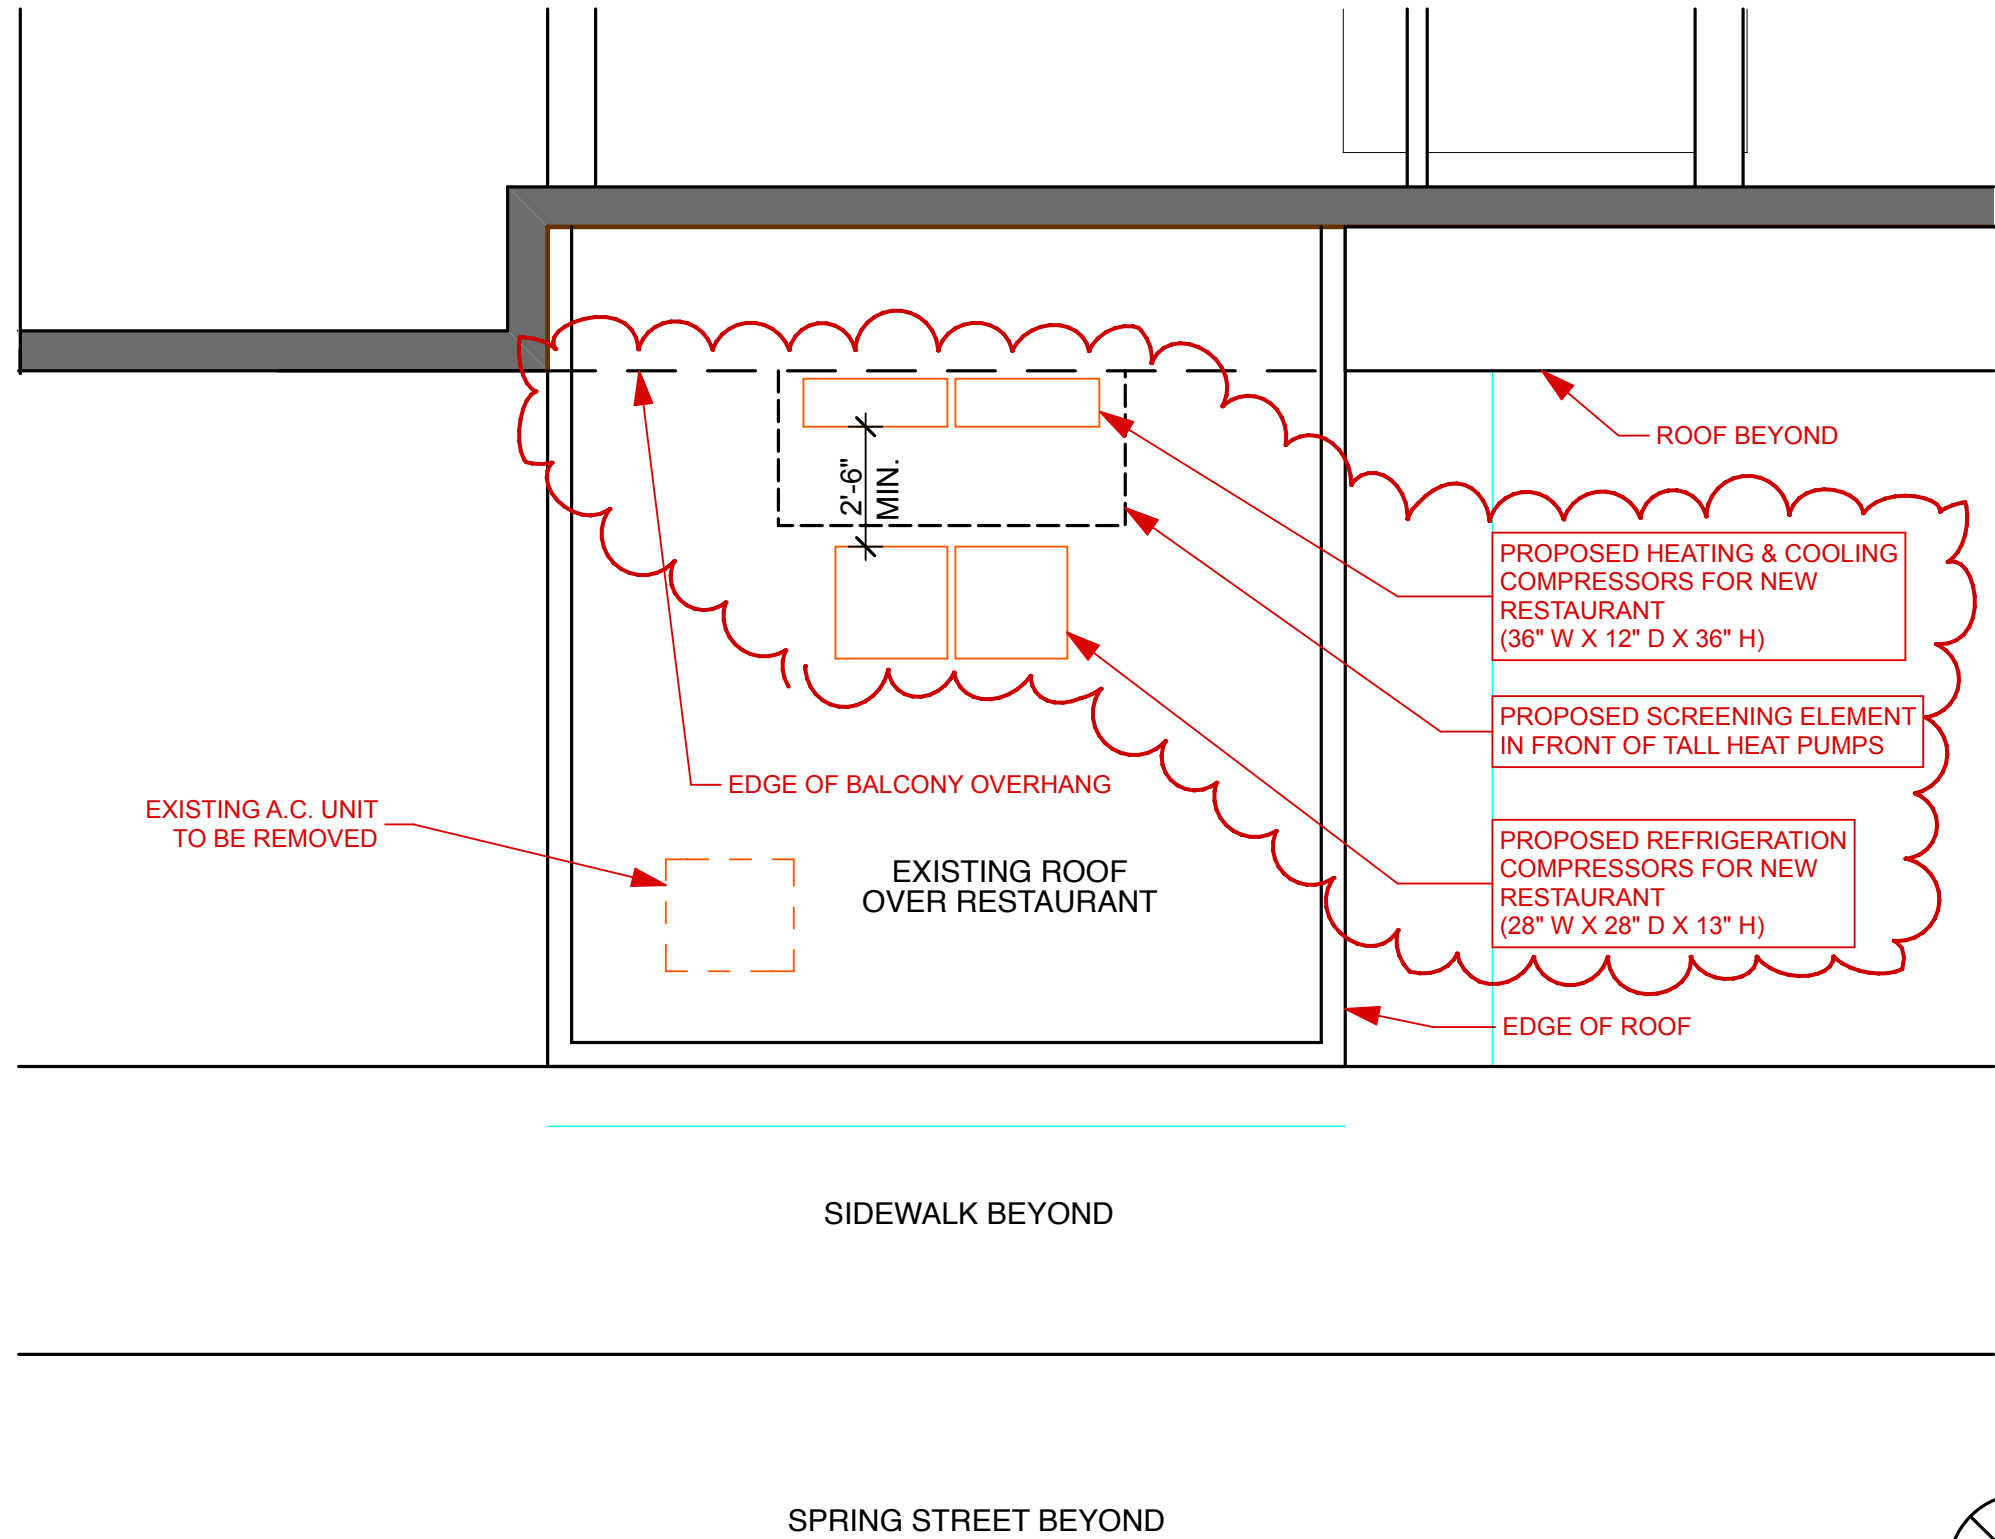 2'-6"
MIN.
ROOF BEYOND
PROPOSED HEATING & COOLING
COMPRESSORS FOR NEW
RESTAURANT
(36" W X 12" D X 36" H)
PROPOSED SCREENING ELEMENT
IN FRONT OF TALL HEAT PUMPS
EDGE OF BALCONY OVERHANG
EXISTING A.C. UNIT
TO BE REMOVED
PROPOSED REFRIGERATION
COMPRESSORS FOR NEW
RESTAURANT
(28" W X 28" D X 13" H)
EXISTING ROOF
OVER RESTAURANT
EDGE OF ROOF
SIDEWALK BEYOND
SPRING STREET BEYOND